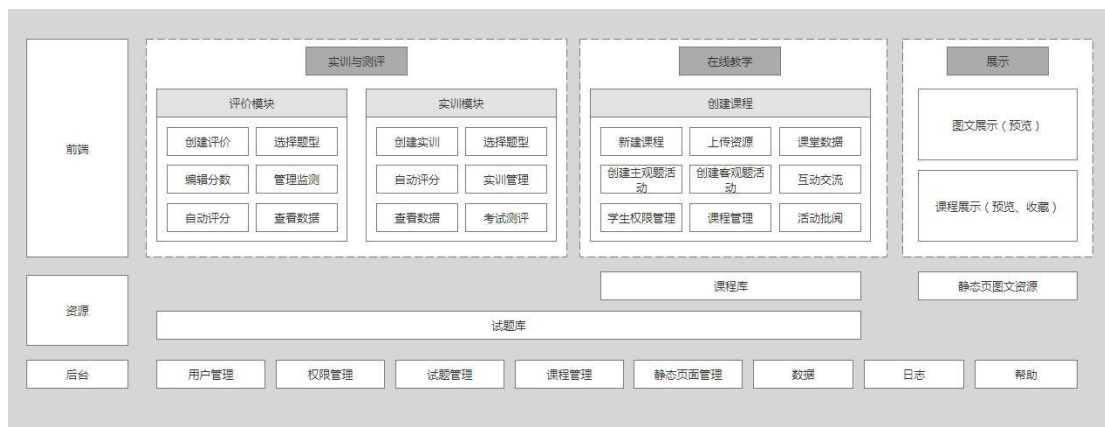 前端
实训与测评
评价模块
创建评价
选择题型
编辑分数
管理监测
自动评分
查看数据
实训模块
创建实训
选择题型
自动评分
实训管理
查看数据
考试测评
在线教学
创建课程
新建课程
上传资源
课堂数据
创建主观题活
动
创建客观题活
动
互动交流
学生权限管理
课程管理
活动批阅
展示
图文展示（预览）
课程展示（预览、收藏）
资源
课程库
静态页图文资源
试题库
后台
用户管理
权限管理
试题管理
课程管理
静态页面管理
数据
日志
帮助